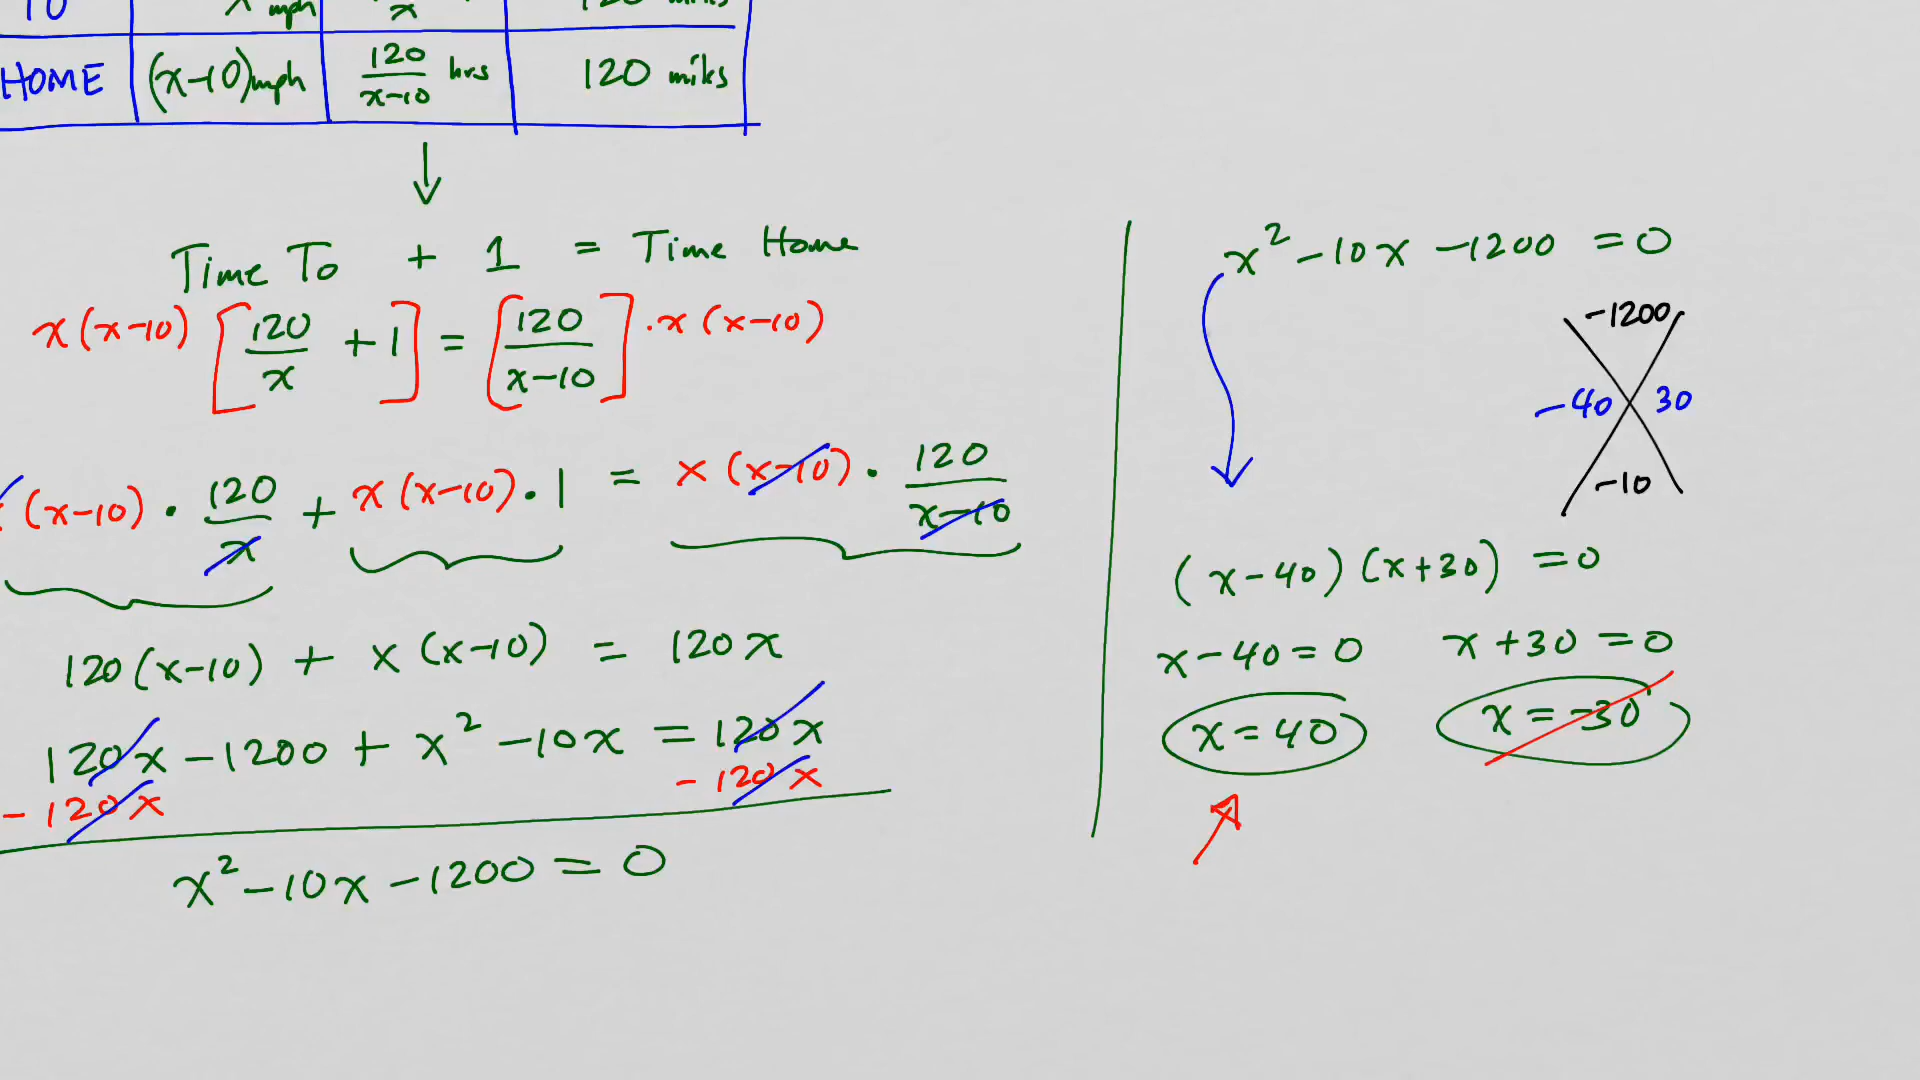 TO x mph x 120 miles
HOME (x-10)mph 120/(x-10) hrs 120 miles
Time To + 1 = Time Home
x(x-10) [120/x + 1] = [120/(x-10)] · x(x-10)
(x-10) · 120/x + x(x-10) · 1 = x(x-10) · 120/(x-10)
120(x-10) + x(x-10) = 120x
120x - 1200 + x² - 10x = 120x
- 120x - 120x
x² - 10x - 1200 = 0
x² - 10x - 1200 = 0
-1200
-40 30
-10
(x-40)(x+30) = 0
x-40=0 x+30=0
x=40 x=-30